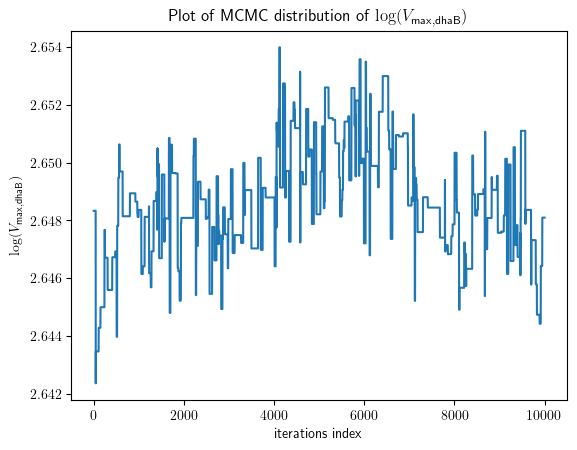 Plot of MCMC distribution of log(V_max,dhaB)
log(V_max,dhaB)
2.654
2.652
2.650
2.648
2.646
2.644
2.642
0 2000 4000 6000 8000 10000
iterations index